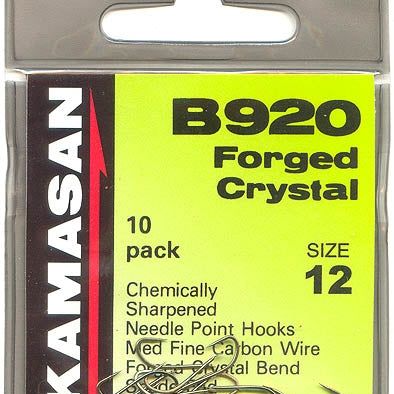 KAMASAN
B920
Forged
Crystal
10
pack
SIZE
12
Chemically
Sharpened
Needle Point Hooks
Med Fine Carbon Wire
Forged Crystal Bend